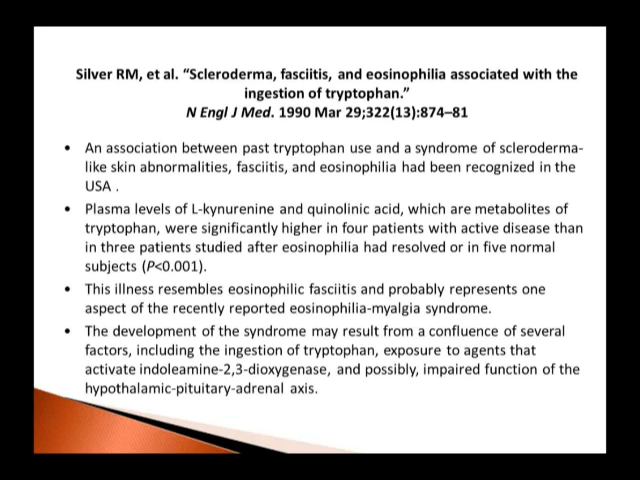 Silver RM, et al. “Scleroderma, fasciitis, and eosinophilia associated with the
ingestion of tryptophan.”
N Engl J Med. 1990 Mar 29;322(13):874–81
• An association between past tryptophan use and a syndrome of scleroderma-
like skin abnormalities, fasciitis, and eosinophilia had been recognized in the
USA .
• Plasma levels of L-kynurenine and quinolinic acid, which are metabolites of
tryptophan, were significantly higher in four patients with active disease than
in three patients studied after eosinophilia had resolved or in five normal
subjects (P<0.001).
• This illness resembles eosinophilic fasciitis and probably represents one
aspect of the recently reported eosinophilia-myalgia syndrome.
• The development of the syndrome may result from a confluence of several
factors, including the ingestion of tryptophan, exposure to agents that
activate indoleamine-2,3-dioxygenase, and possibly, impaired function of the
hypothalamic-pituitary-adrenal axis.